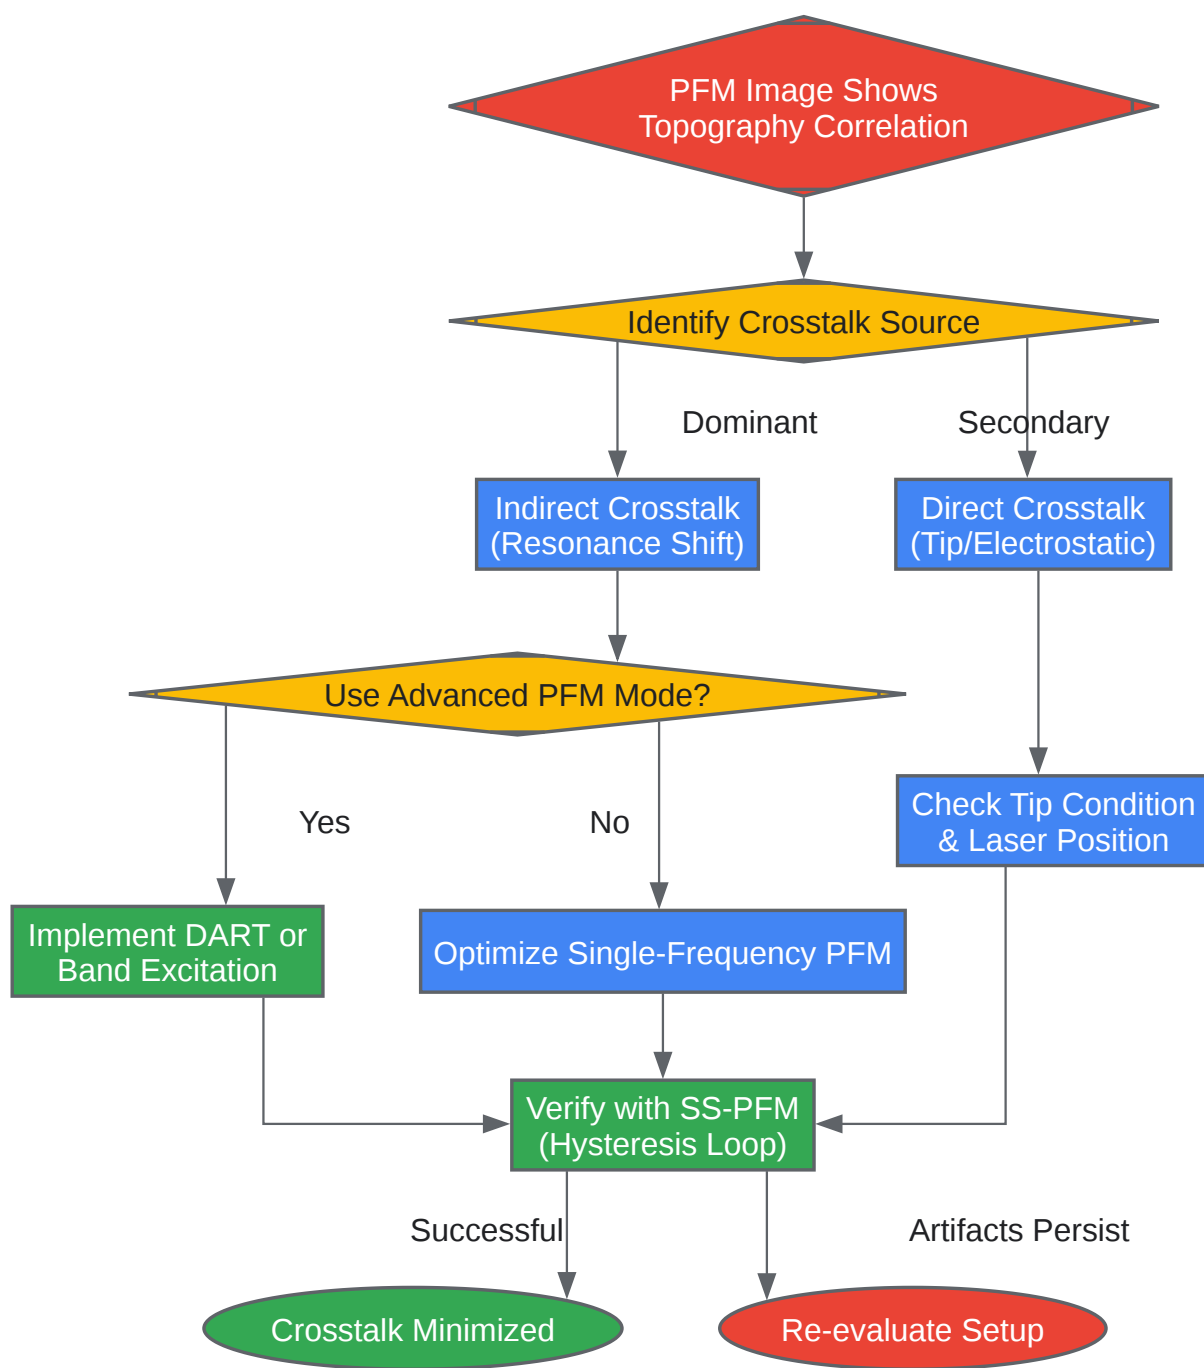 PFM Image Shows
Topography Correlation
Identify Crosstalk Source
Dominant
Secondary
Indirect Crosstalk
(Resonance Shift)
Direct Crosstalk
(Tip/Electrostatic)
Use Advanced PFM Mode?
Yes
No
Check Tip Condition
& Laser Position
Implement DART or
Band Excitation
Optimize Single-Frequency PFM
Verify with SS-PFM
(Hysteresis Loop)
Successful
Artifacts Persist
Crosstalk Minimized
Re-evaluate Setup